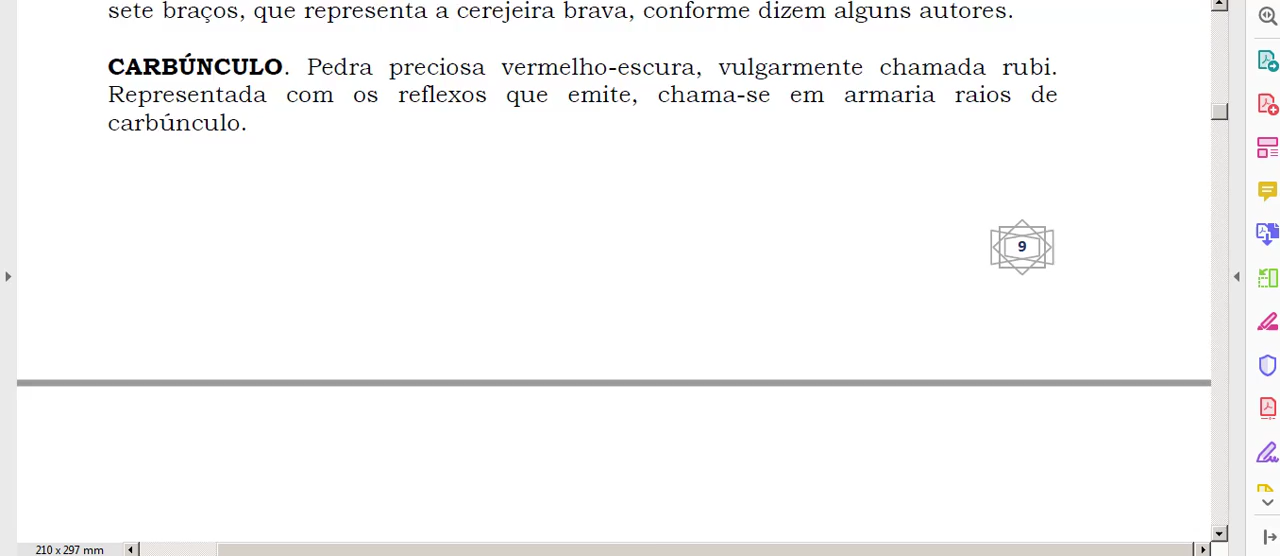 sete braços, que representa a cerejeira brava, conforme dizem alguns autores.
CARBÚNCULO. Pedra preciosa vermelho-escura, vulgarmente chamada rubi.
Representada com os reflexos que emite, chama-se em armaria raios de
carbúnculo.
9
210 x 297 mm